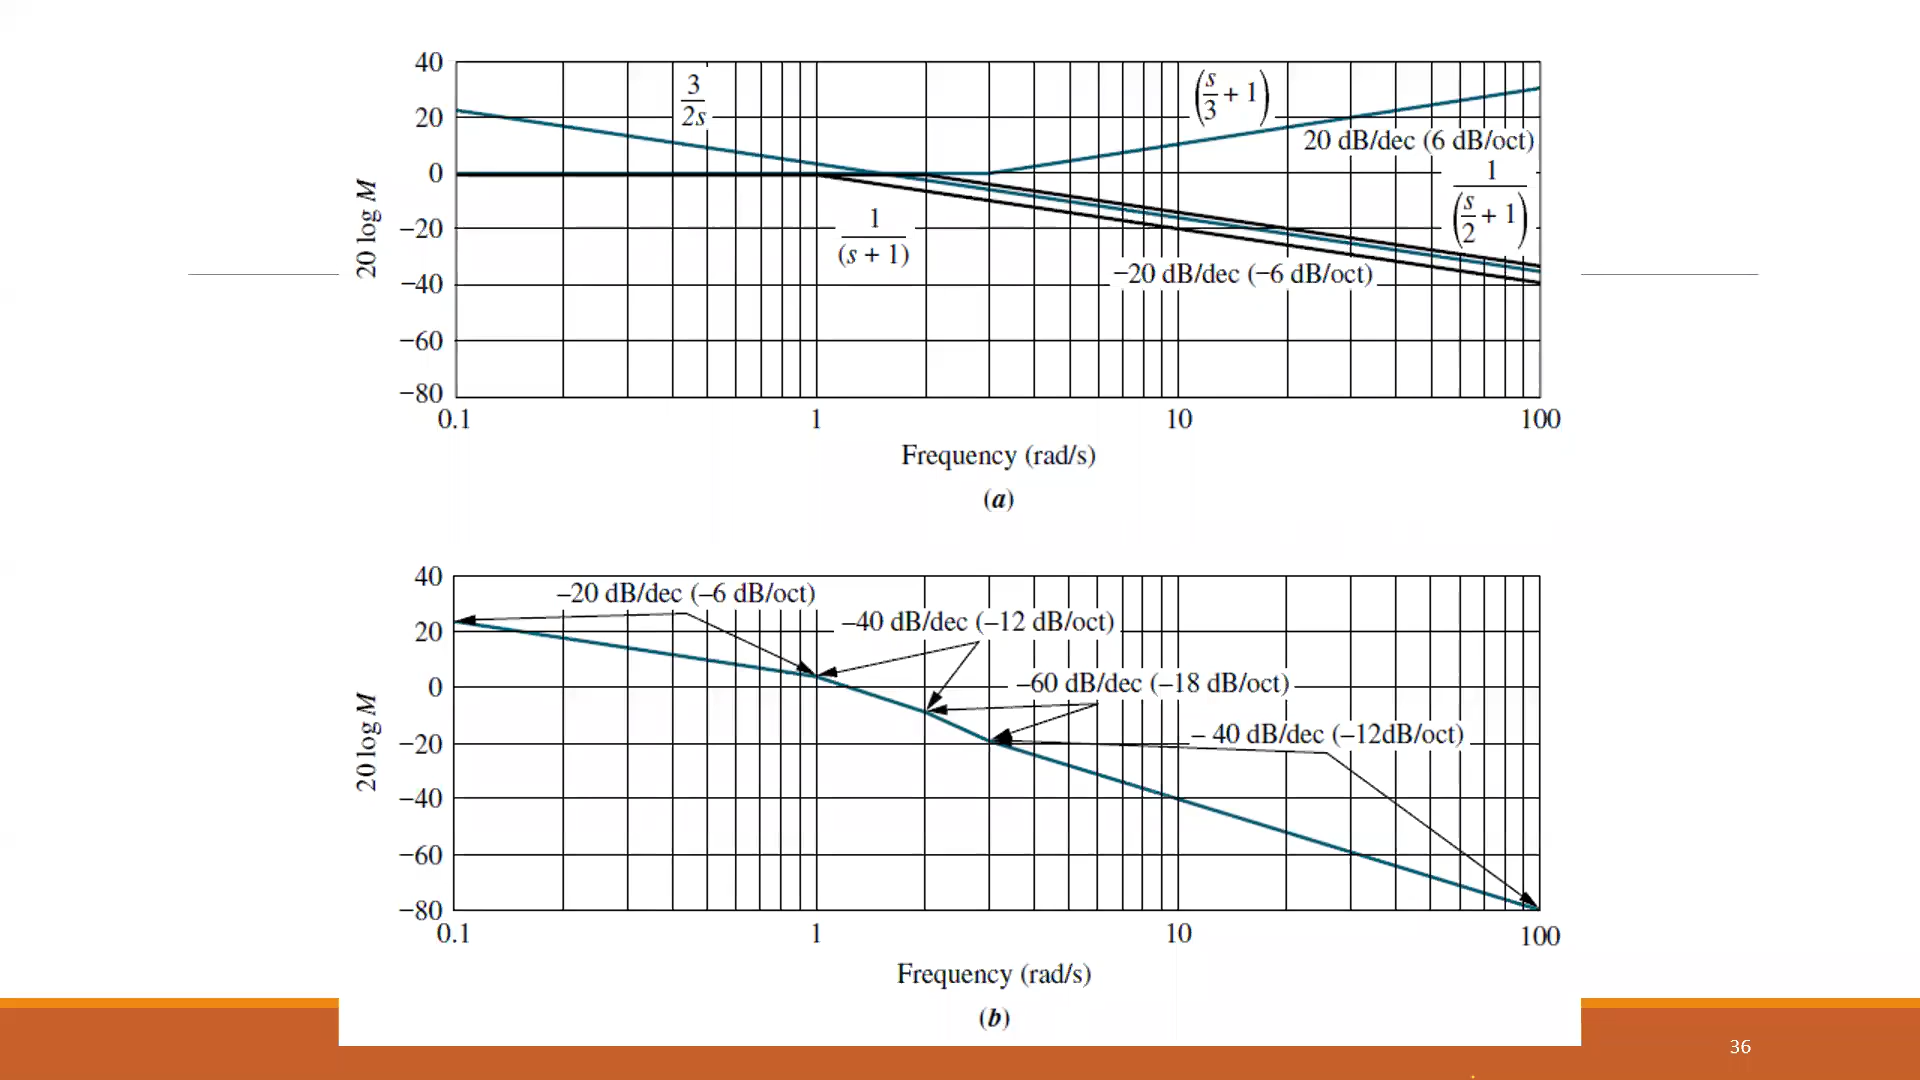 40
20
0
−20
−40
−60
−80
20 log M
3
2s
(s/3 + 1)
20 dB/dec (6 dB/oct)
1
(s/2 + 1)
1
(s + 1)
−20 dB/dec (−6 dB/oct)
0.1
1
10
100
Frequency (rad/s)
(a)
40
20
0
−20
−40
−60
−80
20 log M
–20 dB/dec (–6 dB/oct)
–40 dB/dec (–12 dB/oct)
–60 dB/dec (–18 dB/oct)
– 40 dB/dec (–12dB/oct)
0.1
1
10
100
Frequency (rad/s)
(b)
36